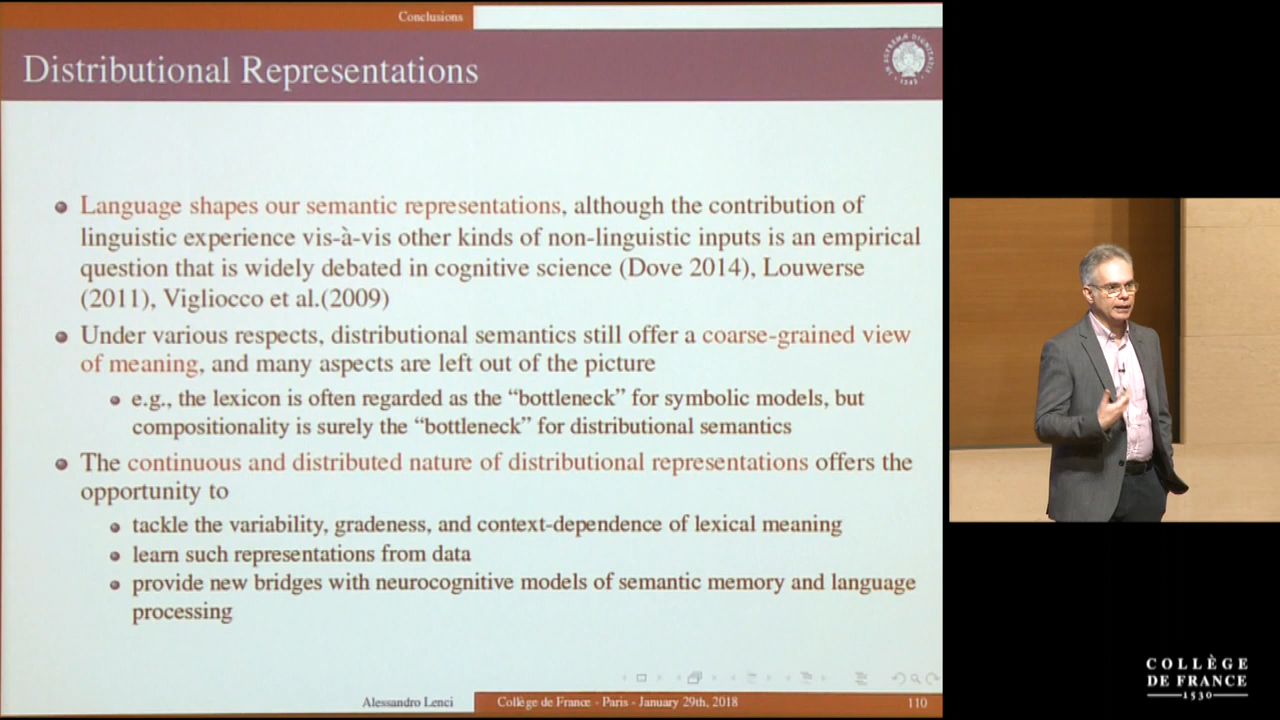 Conclusions
Distributional Representations
Language shapes our semantic representations, although the contribution of
linguistic experience vis-à-vis other kinds of non-linguistic inputs is an empirical
question that is widely debated in cognitive science (Dove 2014), Louwerse
(2011), Vigliocco et al.(2009)
Under various respects, distributional semantics still offer a coarse-grained view
of meaning, and many aspects are left out of the picture
e.g., the lexicon is often regarded as the “bottleneck” for symbolic models, but
compositionality is surely the “bottleneck” for distributional semantics
The continuous and distributed nature of distributional representations offers the
opportunity to
tackle the variability, gradeness, and context-dependence of lexical meaning
learn such representations from data
provide new bridges with neurocognitive models of semantic memory and language
processing
Alessandro Lenci
Collège de France - Paris - January 29th, 2018
110
COLLÈGE
DE FRANCE
1530